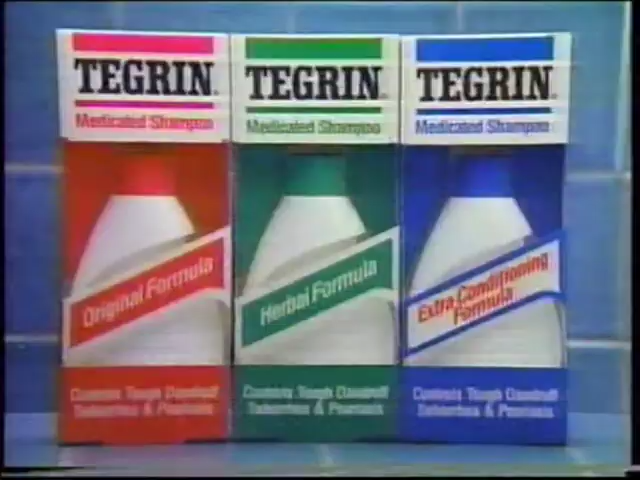 TEGRIN
Medicated Shampoo
Original Formula
Controls Tough Dandruff
Seborrhea & Psoriasis
TEGRIN
Medicated Shampoo
Herbal Formula
Controls Tough Dandruff
Seborrhea & Psoriasis
TEGRIN
Medicated Shampoo
Extra Conditioning
Formula
Controls Tough Dandruff
Seborrhea & Psoriasis